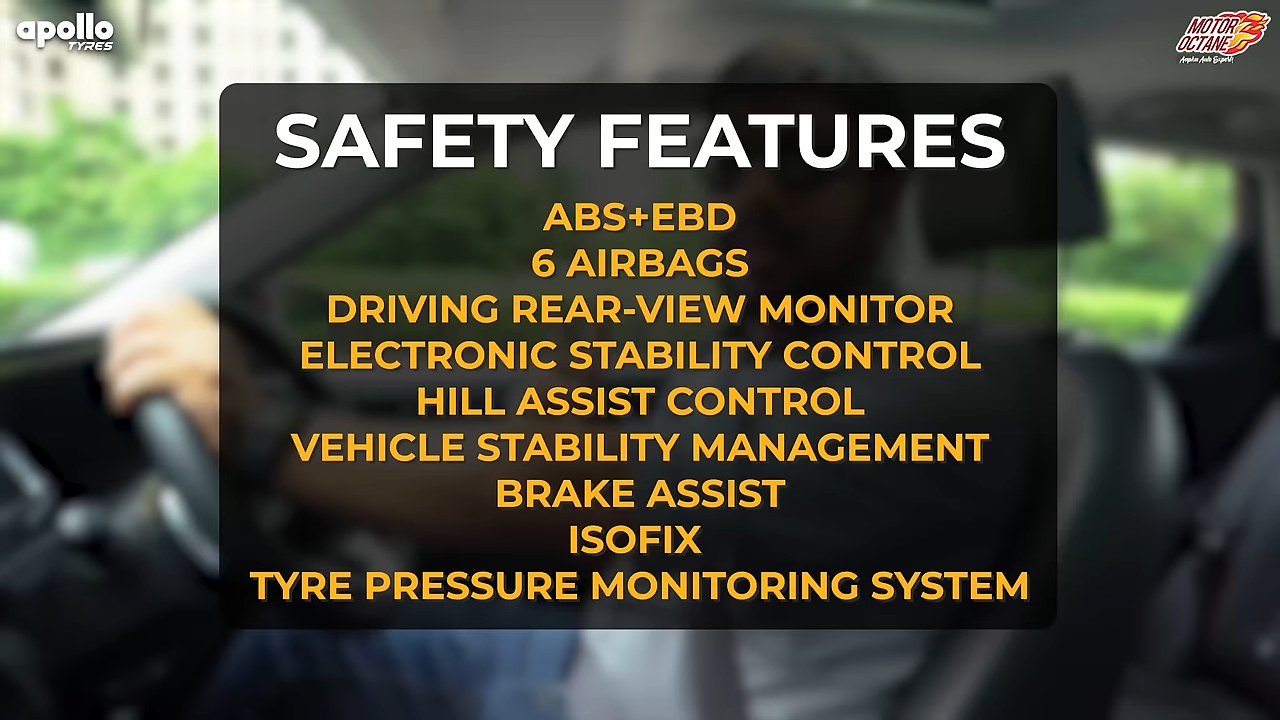 apollo
TYRES
MOTOR
OCTANE
SAFETY FEATURES
ABS+EBD
6 AIRBAGS
DRIVING REAR-VIEW MONITOR
ELECTRONIC STABILITY CONTROL
HILL ASSIST CONTROL
VEHICLE STABILITY MANAGEMENT
BRAKE ASSIST
ISOFIX
TYRE PRESSURE MONITORING SYSTEM